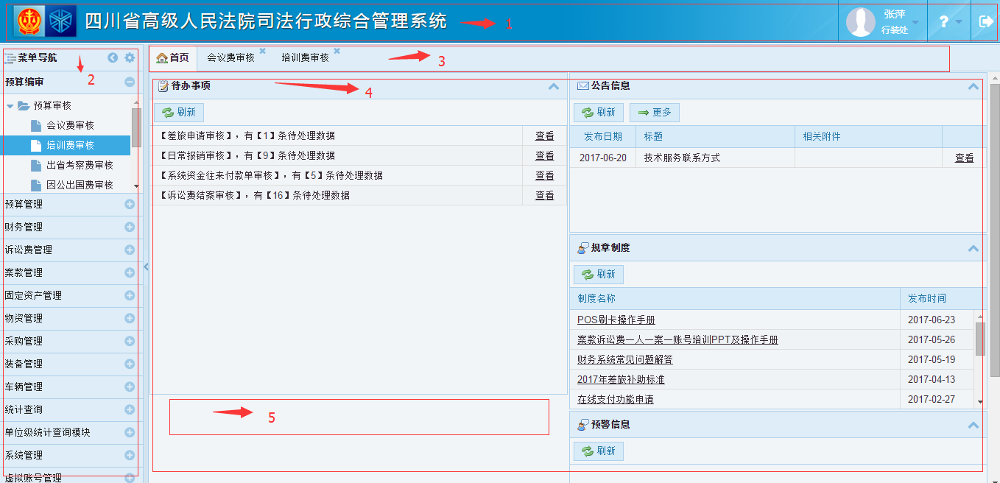 四川省高级人民法院司法行政综合管理系统
1
张萍
行装处
?
菜单导航
2
预算编审
预算审核
会议费审核
培训费审核
出省考察费审核
因公出国费审核
预算管理
财务管理
诉讼费管理
案款管理
固定资产管理
物资管理
采购管理
装备管理
车辆管理
统计查询
单位级统计查询模块
系统管理
虚拟账号管理
首页
会议费审核
培训费审核
3
待办事项
4
刷新
【差旅申请审核】，有【1】条待处理数据
查看
【日常报销审核】，有【9】条待处理数据
查看
【系统资金往来付款单审核】，有【5】条待处理数据
查看
【诉讼费结案审核】，有【16】条待处理数据
查看
5
公告信息
刷新
更多
发布日期 标题 相关附件
2017-06-20 技术服务联系方式 查看
规章制度
刷新
制度名称 发布时间
POS刷卡操作手册 2017-06-23
案款诉讼费一人一案一账号培训PPT及操作手册 2017-05-26
财务系统常见问题解答 2017-05-19
2017年差旅补助标准 2017-04-13
在线支付功能申请 2017-02-27
预警信息
刷新